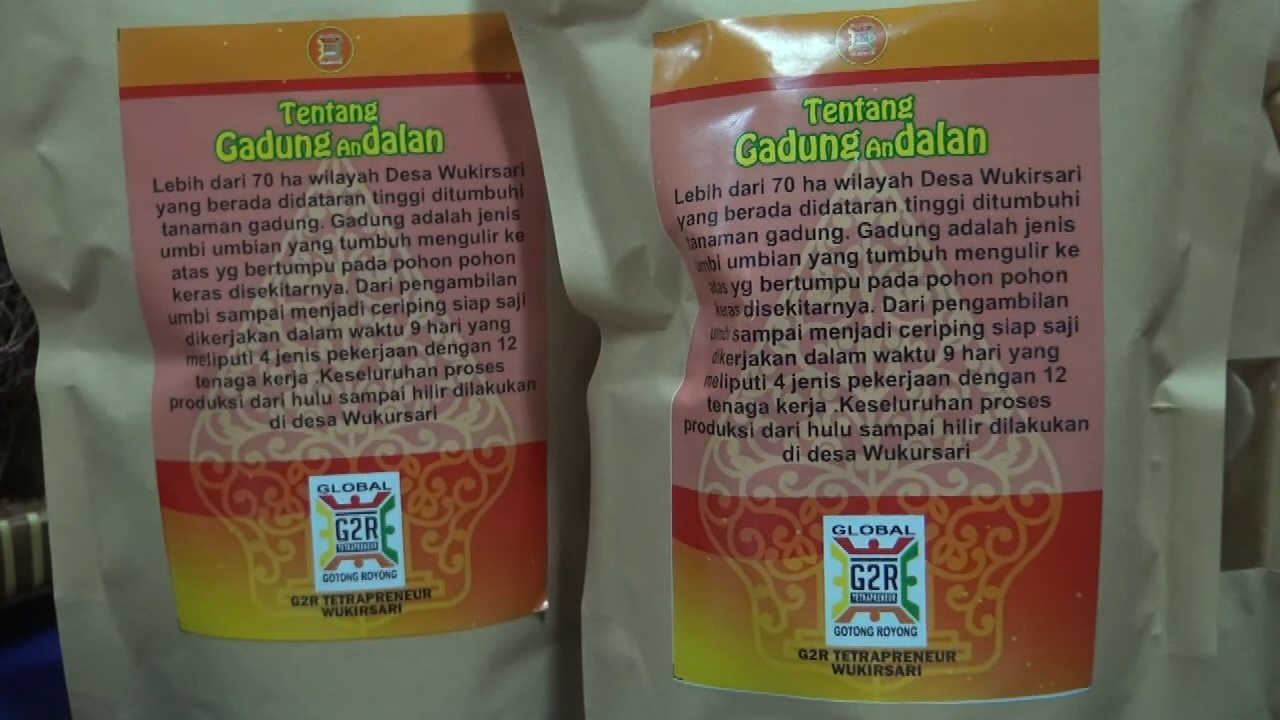 Tentang
Gadung Andalan
Lebih dari 70 ha wilayah Desa Wukirsari
yang berada didataran tinggi ditumbuhi
tanaman gadung. Gadung adalah jenis
umbi umbian yang tumbuh mengulir ke
atas yg bertumpu pada pohon pohon
keras disekitarnya. Dari pengambilan
umbi sampai menjadi ceriping siap saji
dikerjakan dalam waktu 9 hari yang
meliputi 4 jenis pekerjaan dengan 12
tenaga kerja .Keseluruhan proses
produksi dari hulu sampai hilir dilakukan
di desa Wukursari
GLOBAL
G2R
TETRAPRENEUR
GOTONG ROYONG
G2R TETRAPRENEUR
WUKIRSARI
Tentang
Gadung Andalan
Lebih dari 70 ha wilayah Desa Wukirsari
yang berada didataran tinggi ditumbuhi
tanaman gadung. Gadung adalah jenis
umbi umbian yang tumbuh mengulir ke
atas yg bertumpu pada pohon pohon
keras disekitarnya. Dari pengambilan
umbi sampai menjadi ceriping siap saji
dikerjakan dalam waktu 9 hari yang
meliputi 4 jenis pekerjaan dengan 12
tenaga kerja .Keseluruhan proses
produksi dari hulu sampai hilir dilakukan
di desa Wukursari
GLOBAL
G2R
TETRAPRENEUR
GOTONG ROYONG
G2R TETRAPRENEUR
WUKIRSARI